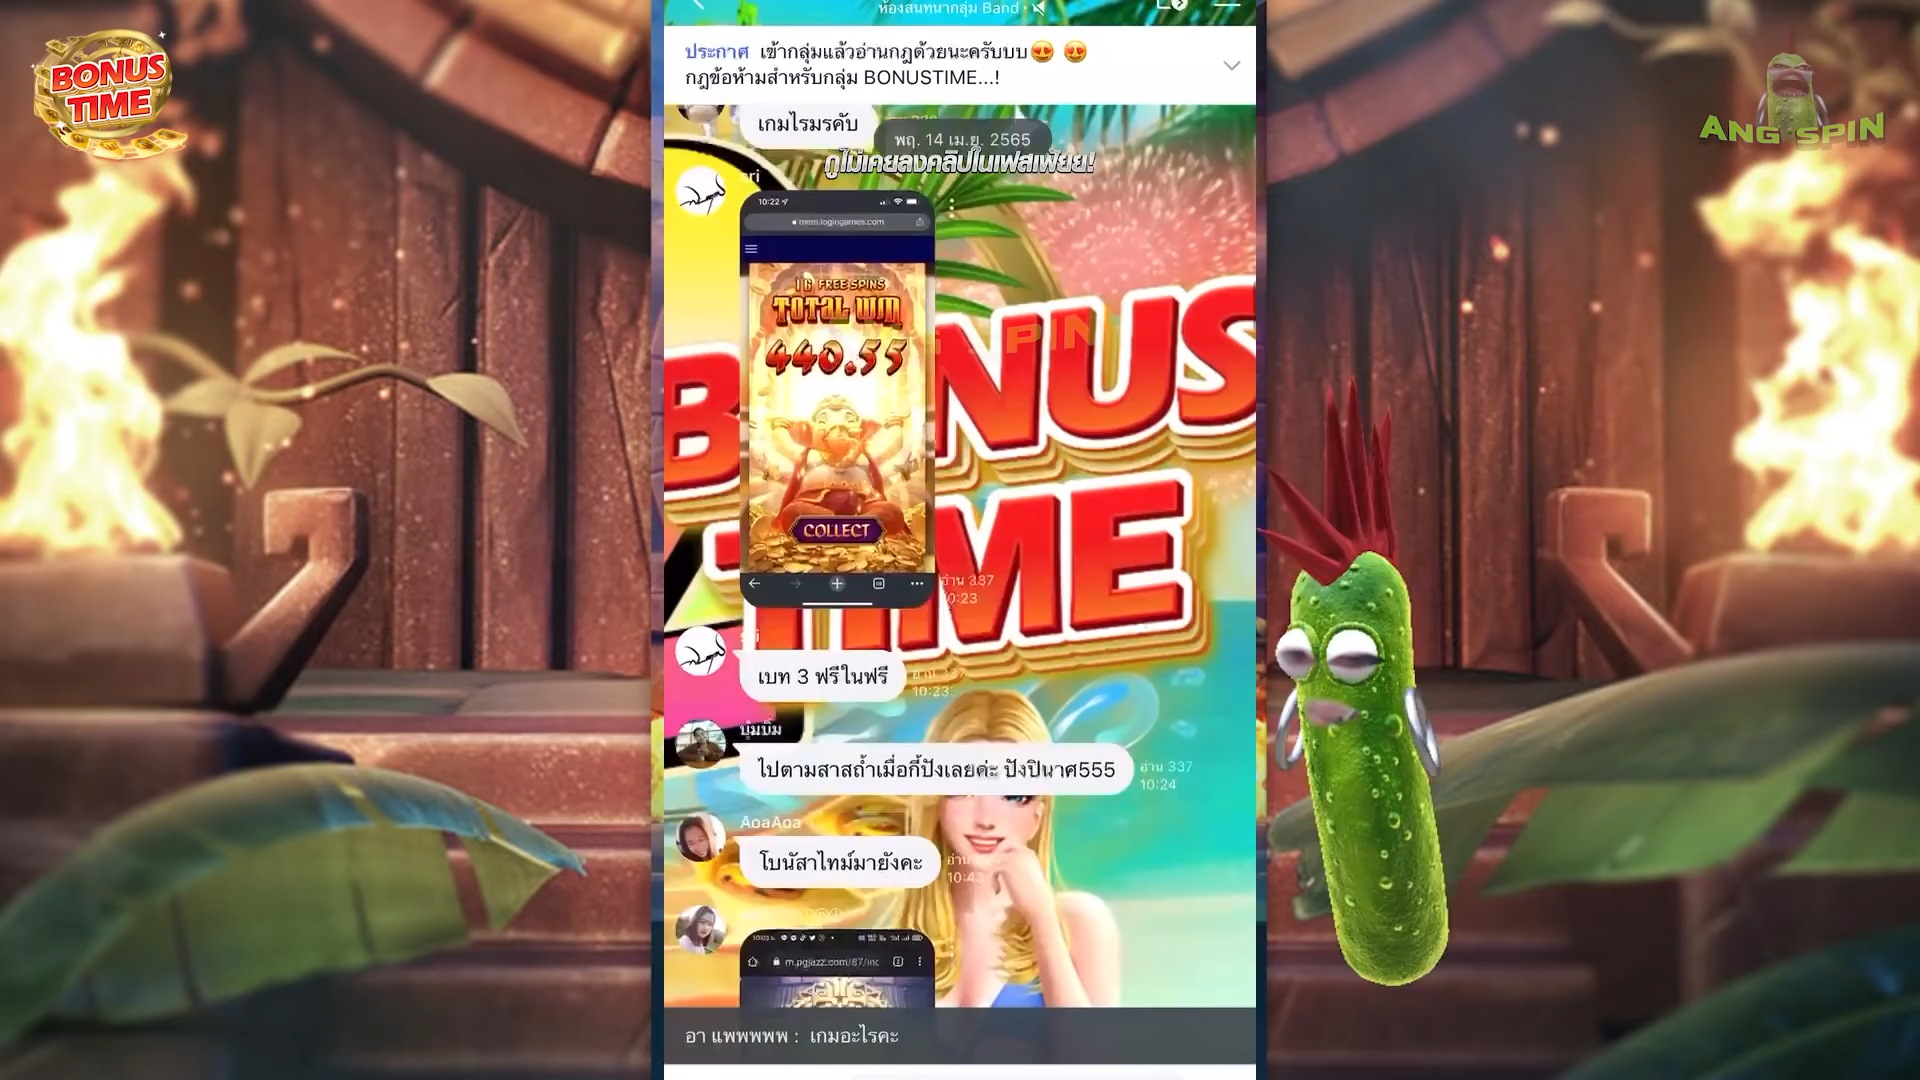 BONUS
TIME
ANG SPIN
ห้องสนทนากลุ่ม Band
ประกาศ เข้ากลุ่มแล้วอ่านกฎด้วยนะครับบบ
กฎข้อห้ามสำหรับกลุ่ม BONUSTIME...!
เกมไรมรคับ
พฤ. 14 เม.ย. 2565
กูไม่เคยลงคลิปในเฟสเฟ้ยย!
10:22
mem.logiogames.com
16 FREE SPINS
TOTAL WIN
440.55
COLLECT
BONUS
TIME
อ่าน 287
10:23
เบท 3 ฟรีในฟรี
10:23
บุ๋มบิ๋ม
ไปตามสาสถ้ำเมื่อกี้ปังเลยค่ะ ปังปินาศ555
อ่าน 337
10:24
AoaAoa
โบนัสาไทม์มายังคะ
อ่าน
10:43
10:03
m.pgjazz.com/87/inc
อา แพพพพพ : เกมอะไรคะ